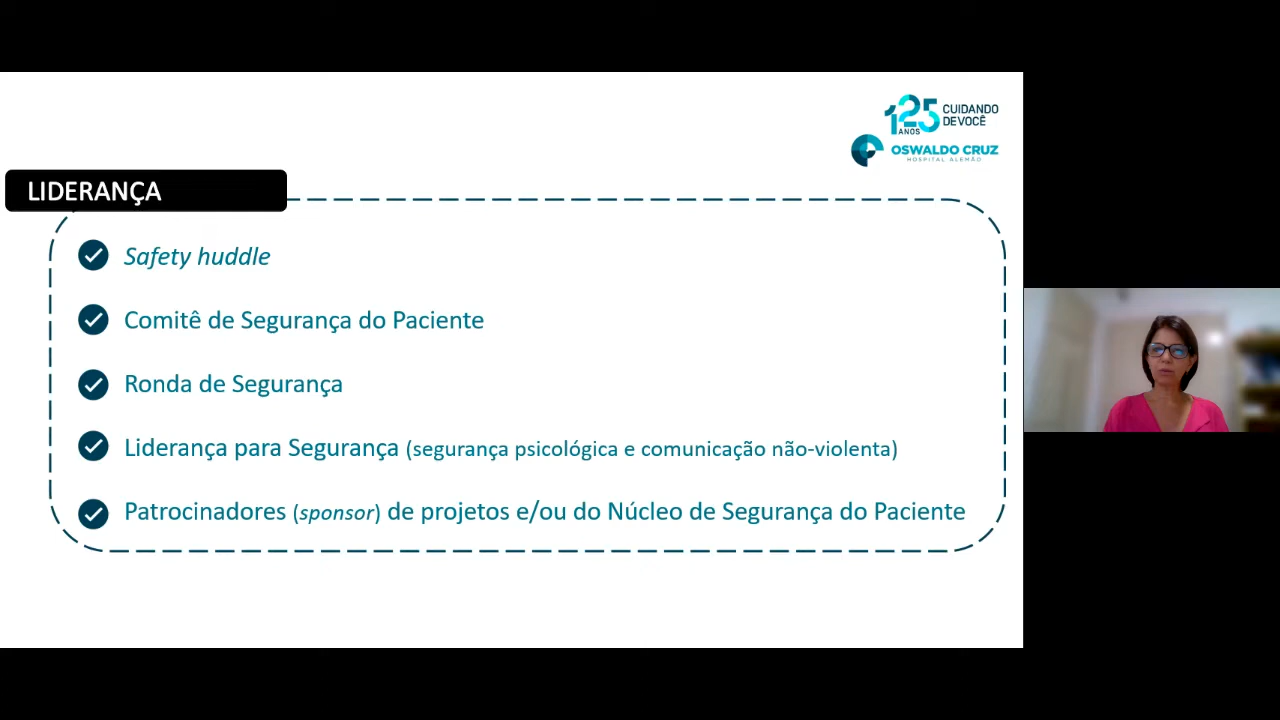 125 ANOS
CUIDANDO
DE VOCÊ
OSWALDO CRUZ
HOSPITAL ALEMÃO
LIDERANÇA
Safety huddle
Comitê de Segurança do Paciente
Ronda de Segurança
Liderança para Segurança (segurança psicológica e comunicação não-violenta)
Patrocinadores (sponsor) de projetos e/ou do Núcleo de Segurança do Paciente